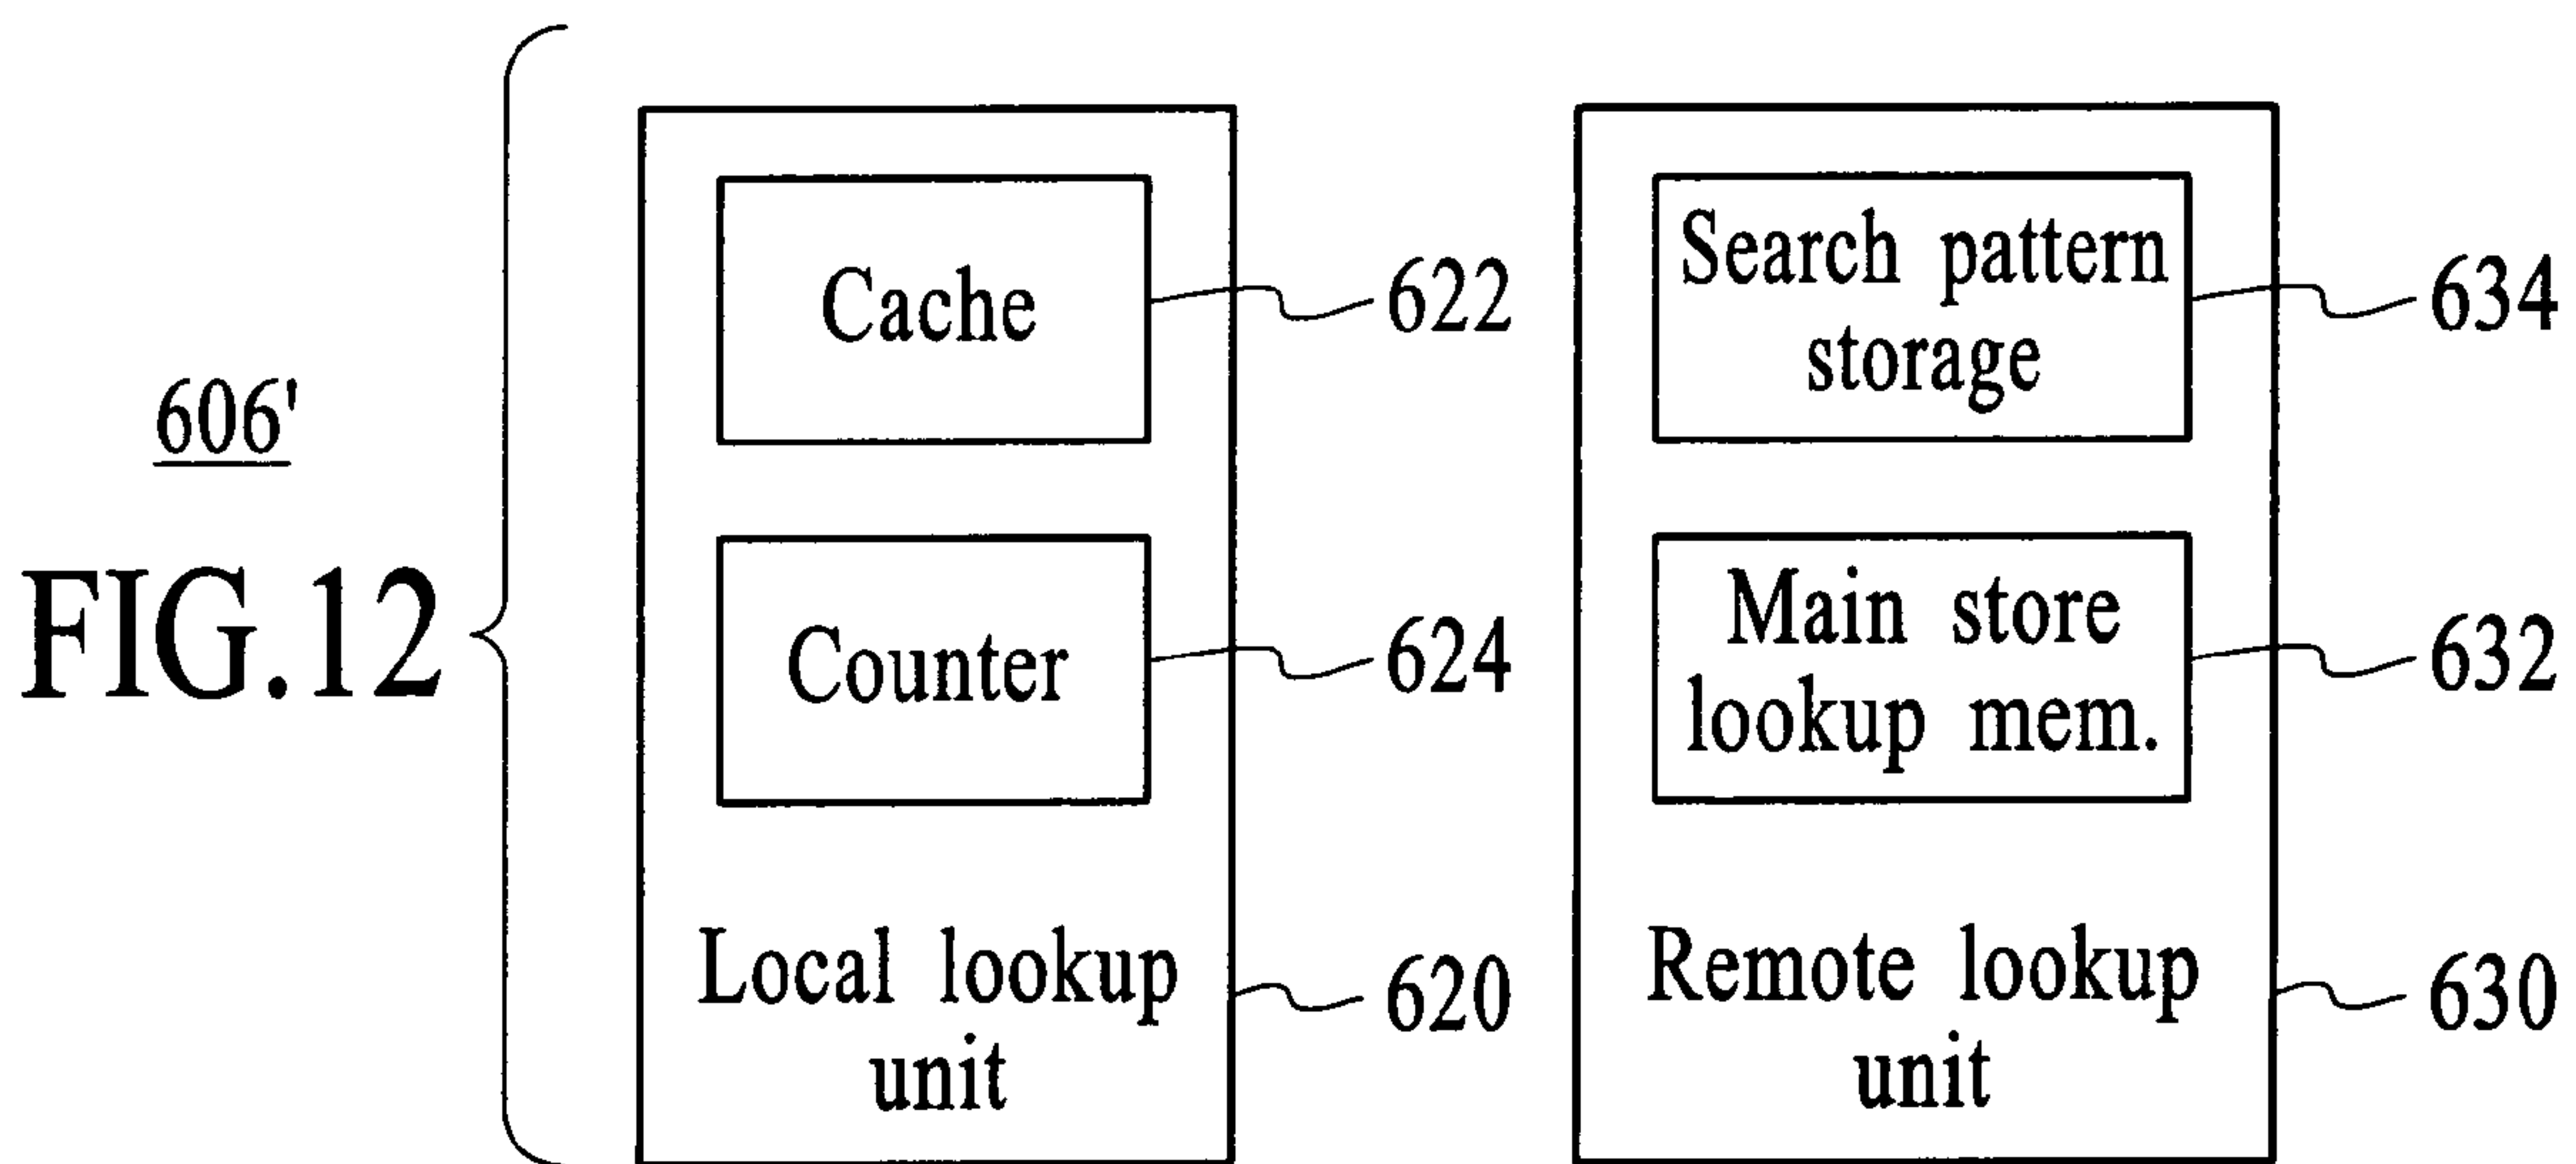 606'
FIG.12
Cache
622
Counter
624
Local lookup
unit
620
Search pattern
storage
634
Main store
lookup mem.
632
Remote lookup
unit
630